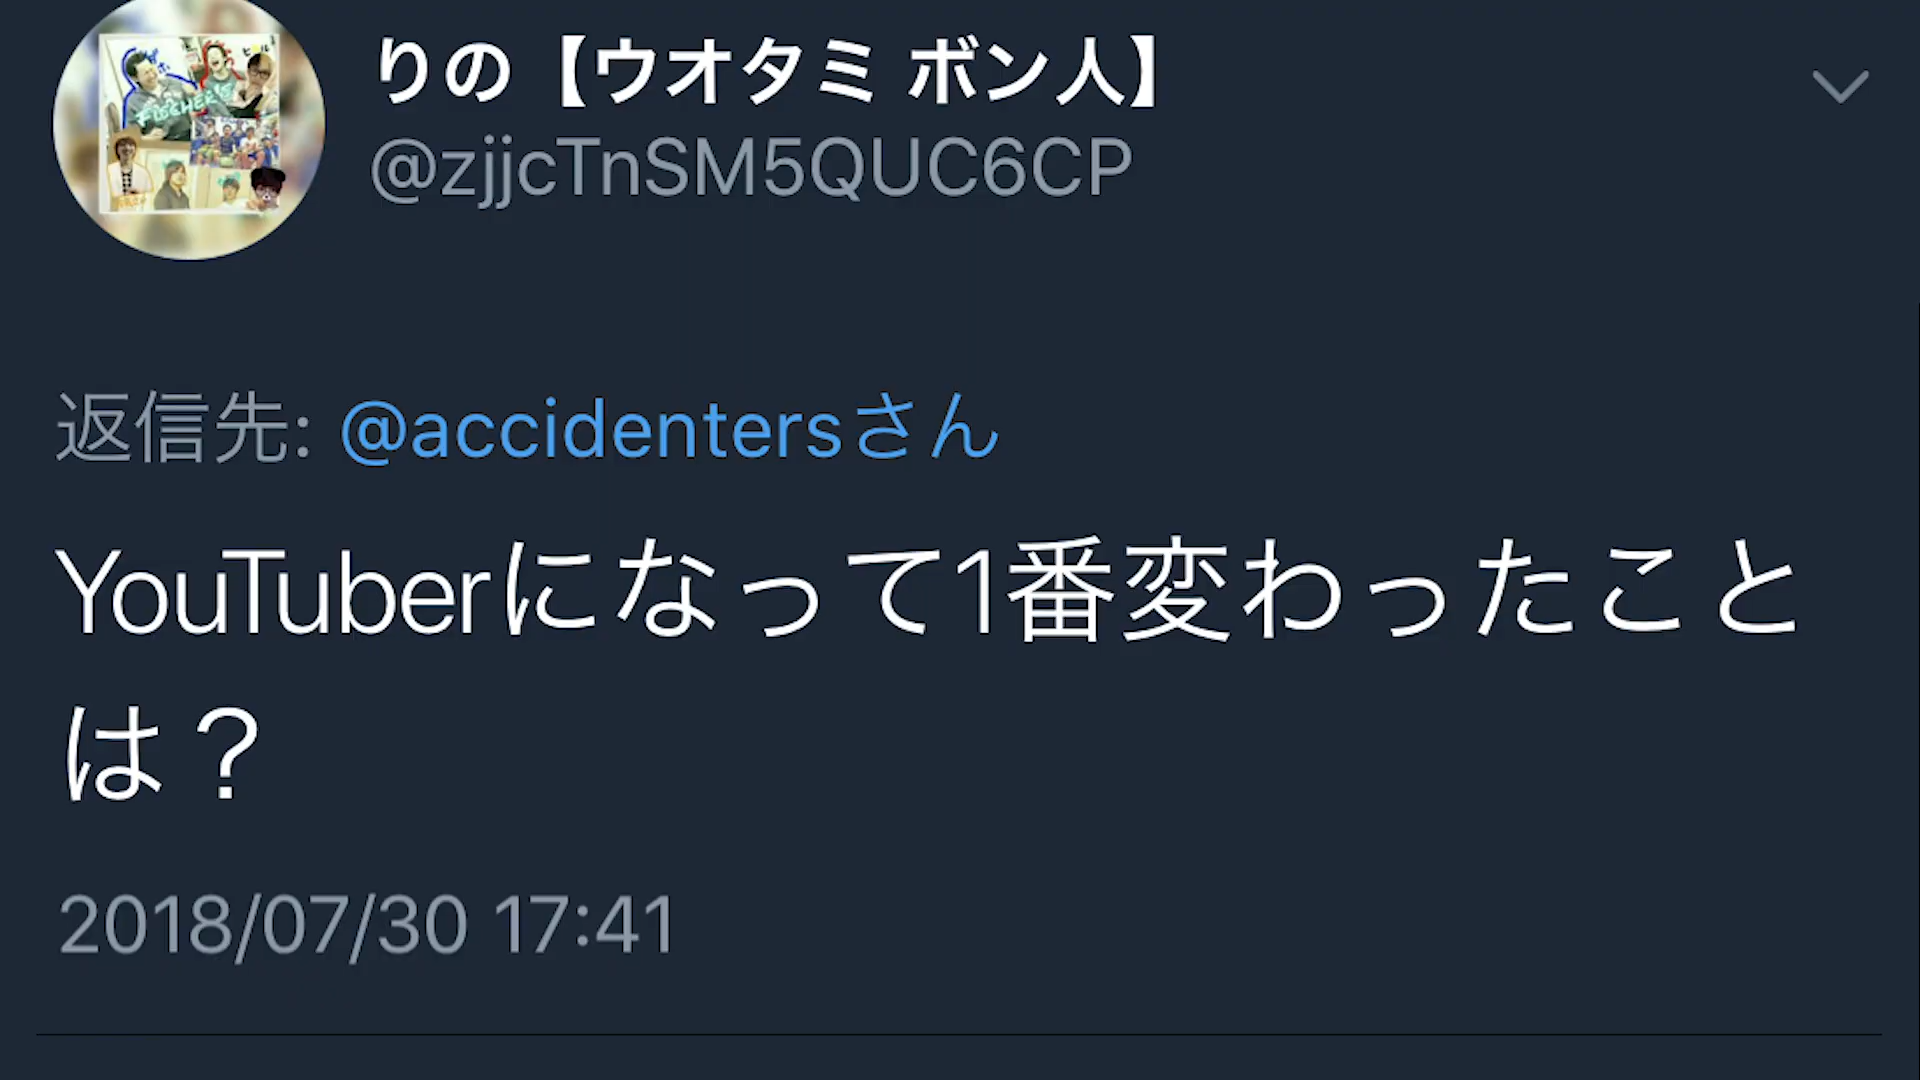 りの【ウオタミ ボン人】
@zjjcTnSM5QUC6CP
返信先: @accidentersさん
YouTuberになって1番変わったこと
は？
2018/07/30 17:41